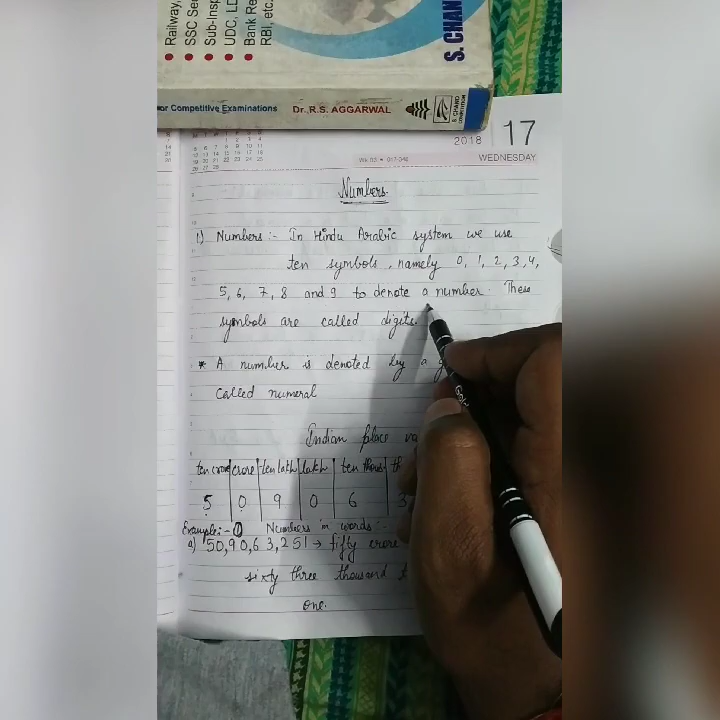 Railway,
SSC Se
Sub-Insp
UDC, LD
Bank Re
RBI, etc.
S. CHAN
or Competitive Examinations Dr. R.S. AGGARWAL
S. CHAND
2018 17
WEDNESDAY
Numbers
1) Numbers :- In Hindu Arabic system we use
ten symbols, namely 0, 1, 2, 3, 4,
5, 6, 7, 8 and 9 to denote a number. These
symbols are called digits.
* A number is denoted by a g
called numeral
Indian place va
ten crore crore ten lakh lakh ten thous th
5 0 9 0 6 3
Example:- 1 Numbers in words :-
a) 50,90,63,251 → fifty crore
sixty three thousand t
one.